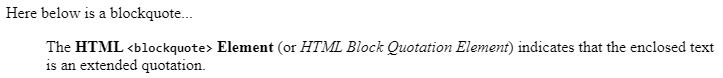 Here below is a blockquote...
The HTML <blockquote> Element (or HTML Block Quotation Element) indicates that the enclosed text
is an extended quotation.